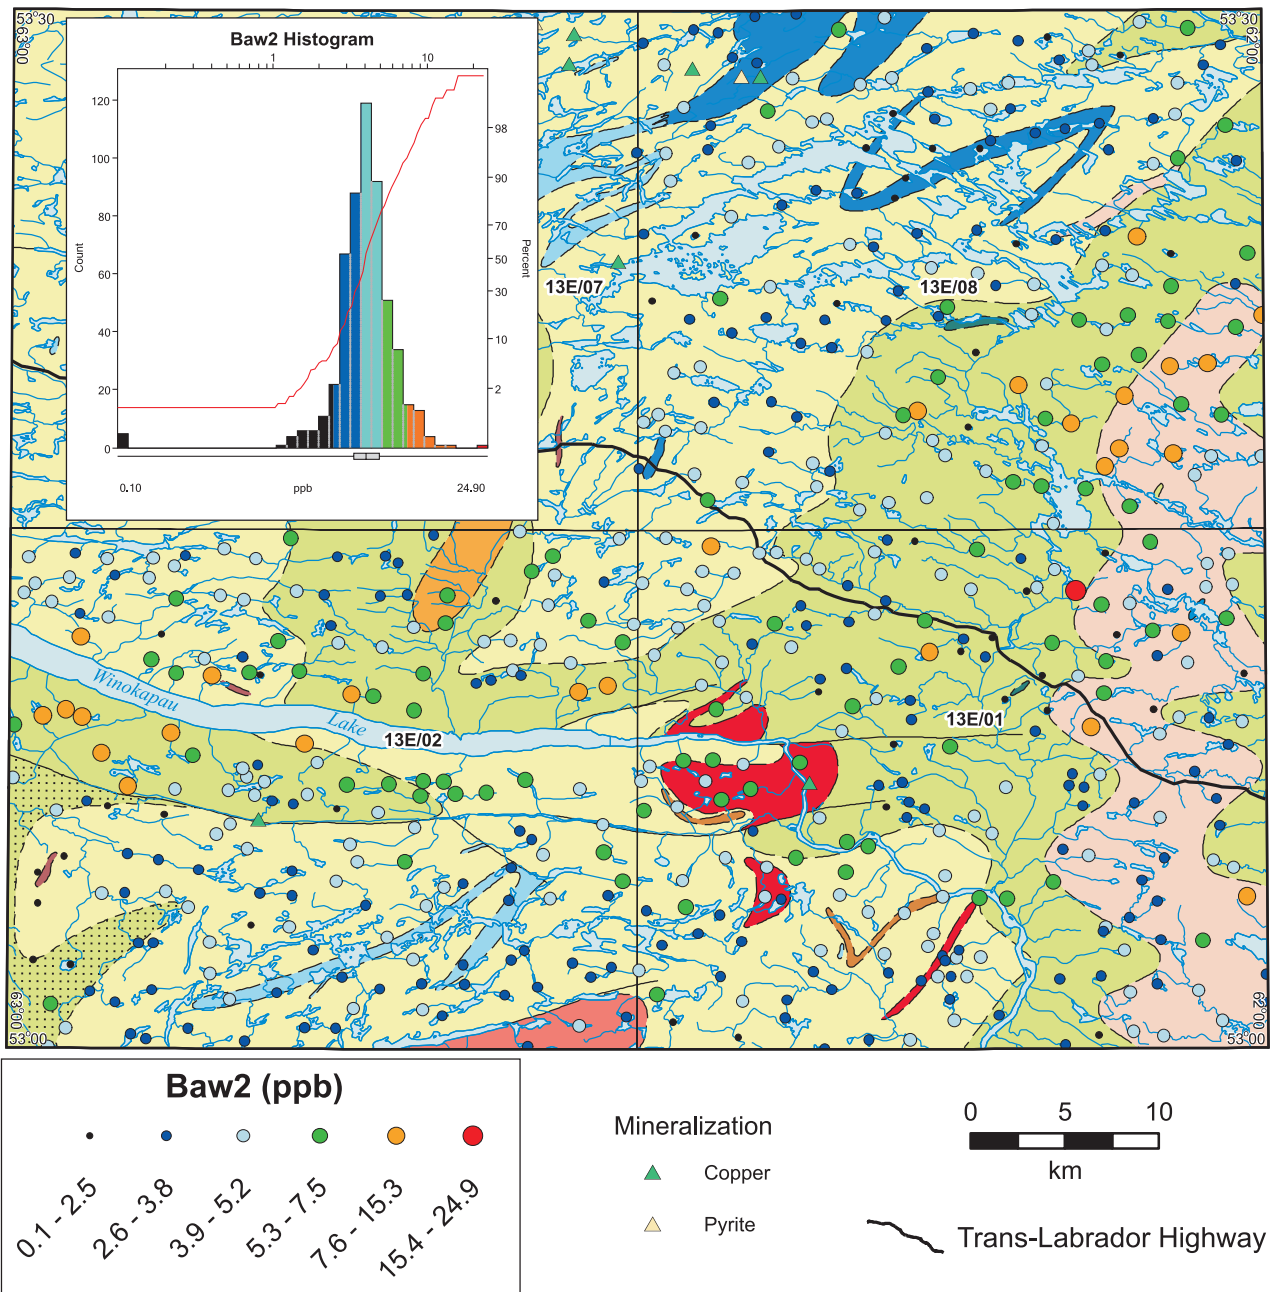 53°30'
63°00'
53°30'
62°00'
Baw2 Histogram
1 10
120
100
80
60
40
20
0
Count
98
90
70
50
30
10
2
Percent
0.10 ppb 24.90
13E/07
13E/08
Winokapau
Lake
13E/02
13E/01
63°00'
53°00'
62°00'
53°00'
Baw2 (ppb)
0.1 - 2.5
2.6 - 3.8
3.9 - 5.2
5.3 - 7.5
7.6 - 15.3
15.4 - 24.9
Mineralization
Copper
Pyrite
0 5 10
km
Trans-Labrador Highway